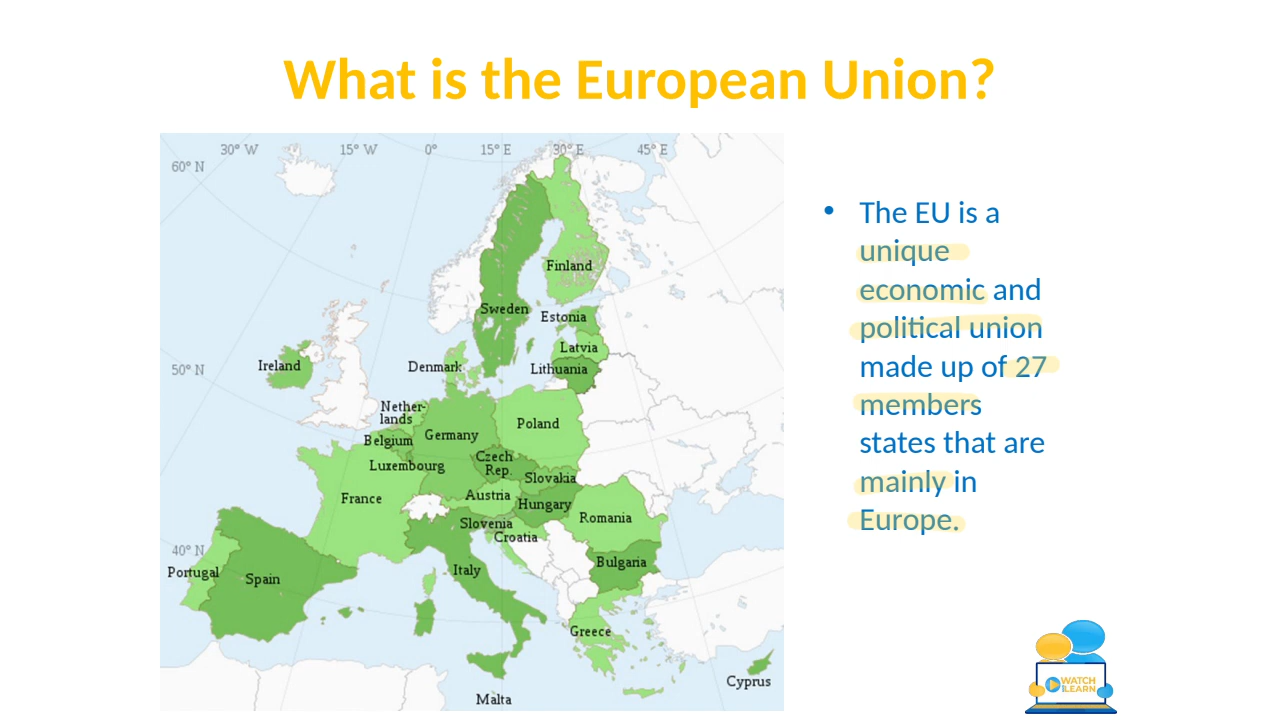 What is the European Union?
30° W 15° W 0° 15° E 30° E 45° E
60° N
Finland
Sweden
Estonia
Latvia
Ireland
Denmark
Lithuania
50° N
Nether-
lands
Poland
Belgium
Germany
Czech
Rep.
Luxembourg
Slovakia
France
Austria
Hungary
Romania
Slovenia
Croatia
40° N
Bulgaria
Portugal
Spain
Italy
Greece
Cyprus
Malta
• The EU is a
unique
economic and
political union
made up of 27
members
states that are
mainly in
Europe.
WATCH
LEARN